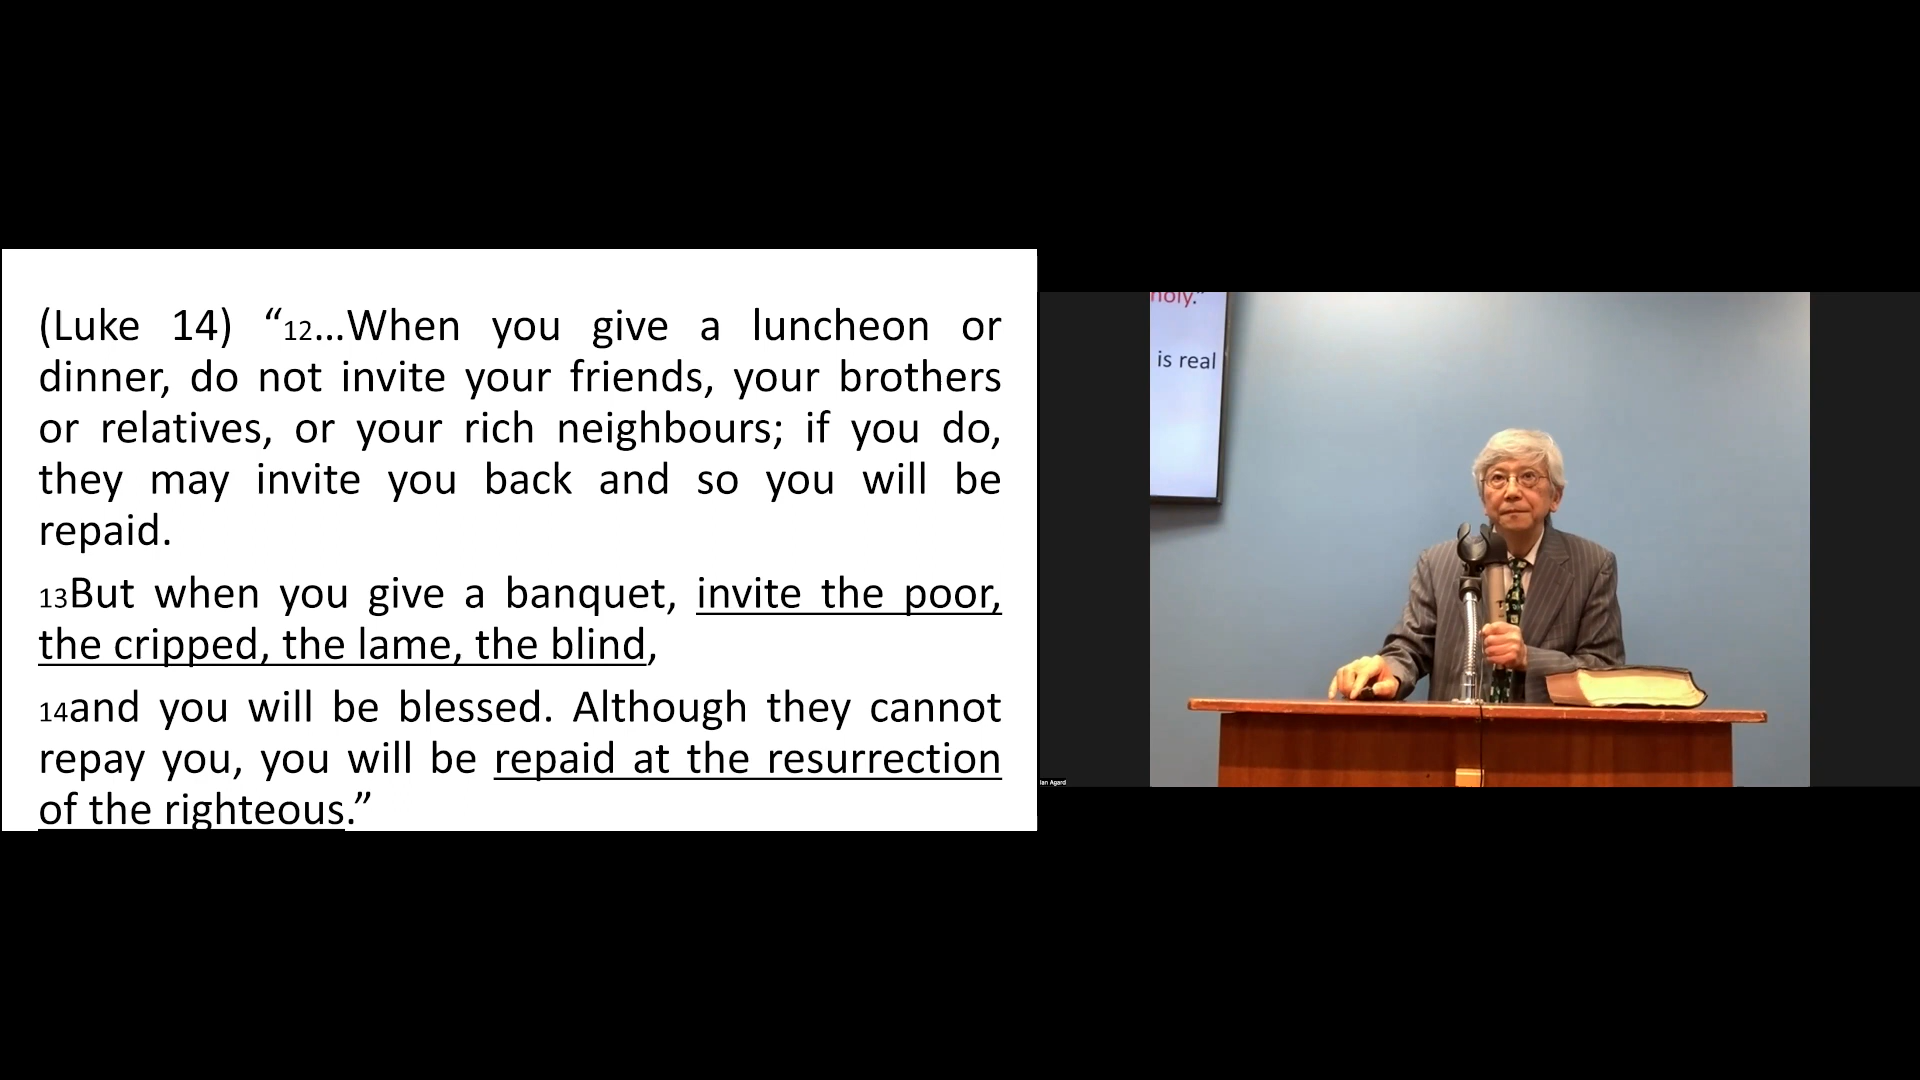 (Luke 14) “12…When you give a luncheon or
dinner, do not invite your friends, your brothers
or relatives, or your rich neighbours; if you do,
they may invite you back and so you will be
repaid.
13But when you give a banquet, invite the poor,
the cripped, the lame, the blind,
14and you will be blessed. Although they cannot
repay you, you will be repaid at the resurrection
of the righteous.”
holy.”
is real
Ian Agard